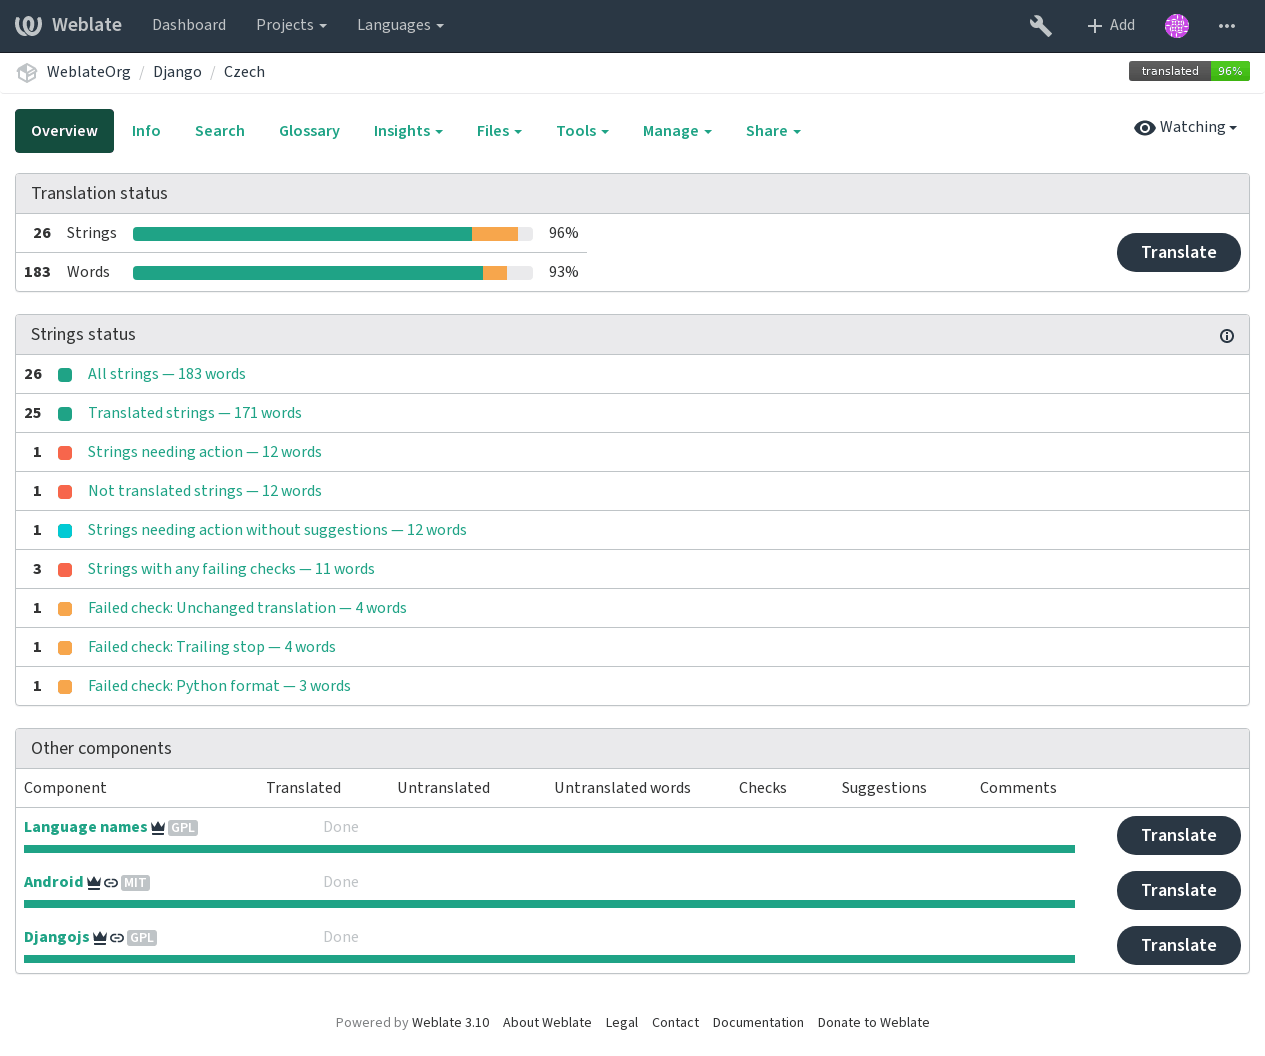 Weblate Dashboard Projects Languages Add
WeblateOrg / Django / Czech translated 96%
Overview Info Search Glossary Insights Files Tools Manage Share Watching
Translation status
26 Strings 96%
Translate
183 Words 93%
Strings status
26 All strings — 183 words
25 Translated strings — 171 words
1 Strings needing action — 12 words
1 Not translated strings — 12 words
1 Strings needing action without suggestions — 12 words
3 Strings with any failing checks — 11 words
1 Failed check: Unchanged translation — 4 words
1 Failed check: Trailing stop — 4 words
1 Failed check: Python format — 3 words
Other components
Component Translated Untranslated Untranslated words Checks Suggestions Comments
Language names GPL Done Translate
Android MIT Done Translate
Djangojs GPL Done Translate
Powered by Weblate 3.10 About Weblate Legal Contact Documentation Donate to Weblate